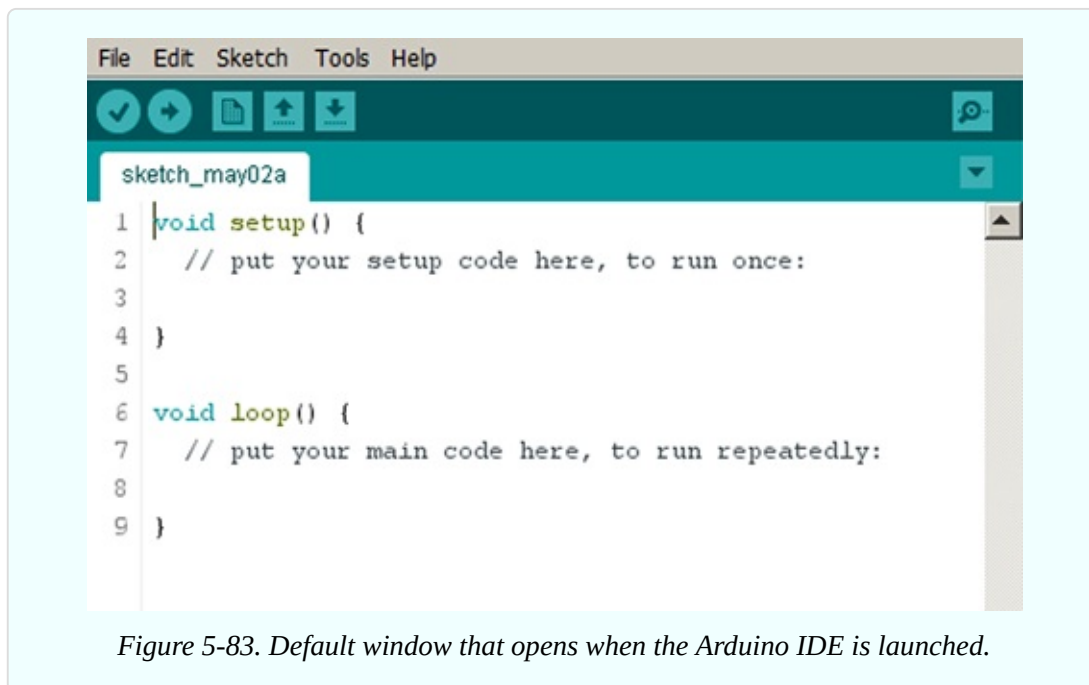 File Edit Sketch Tools Help
sketch_may02a
1 void setup() {
2 // put your setup code here, to run once:
3
4 }
5
6 void loop() {
7 // put your main code here, to run repeatedly:
8
9 }
Figure 5-83. Default window that opens when the Arduino IDE is launched.